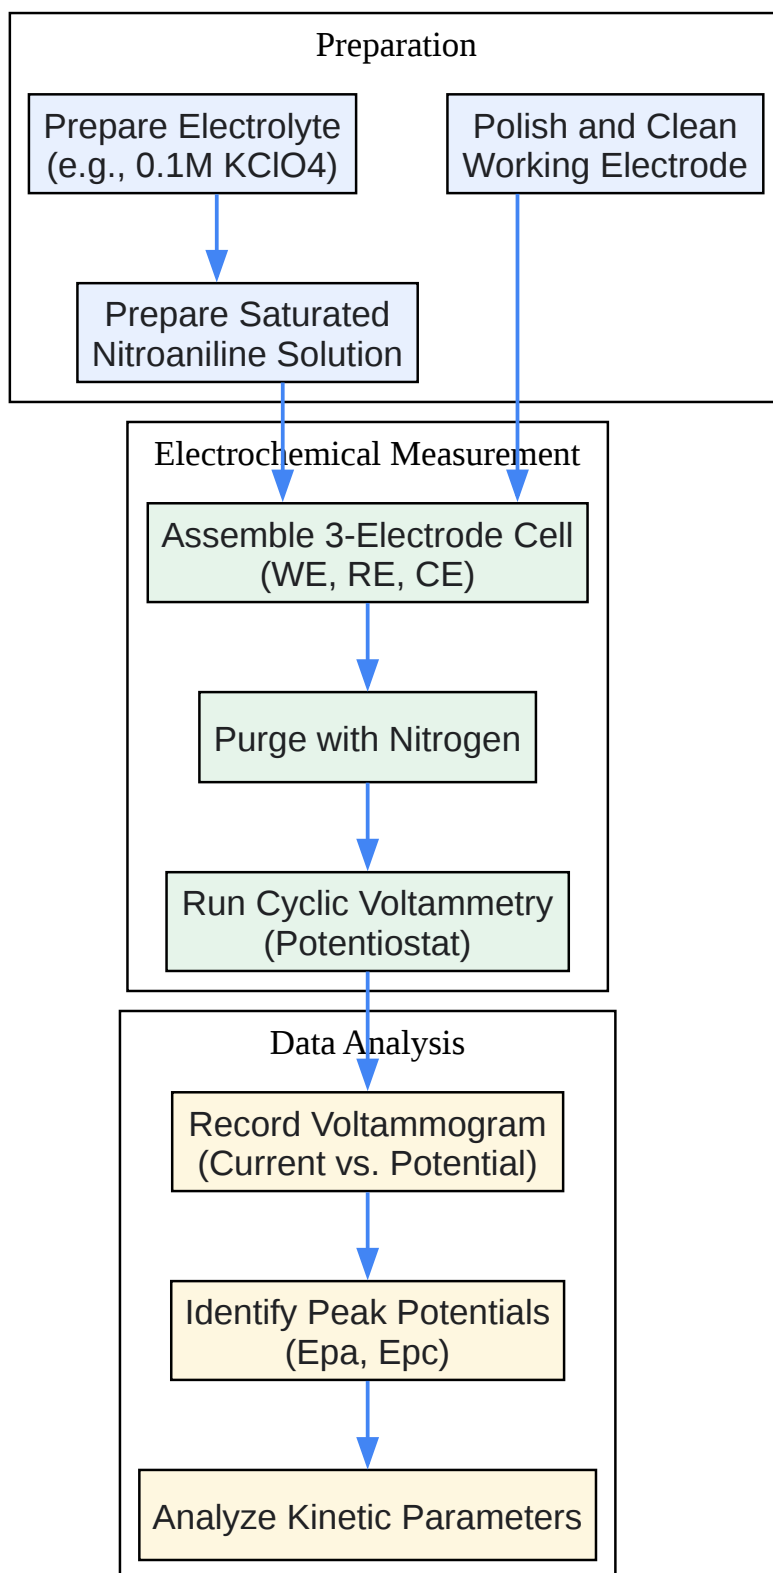 Preparation
Prepare Electrolyte
(e.g., 0.1M KClO4)
Polish and Clean
Working Electrode
Prepare Saturated
Nitroaniline Solution
Electrochemical Measurement
Assemble 3-Electrode Cell
(WE, RE, CE)
Purge with Nitrogen
Run Cyclic Voltammetry
(Potentiostat)
Data Analysis
Record Voltammogram
(Current vs. Potential)
Identify Peak Potentials
(Epa, Epc)
Analyze Kinetic Parameters